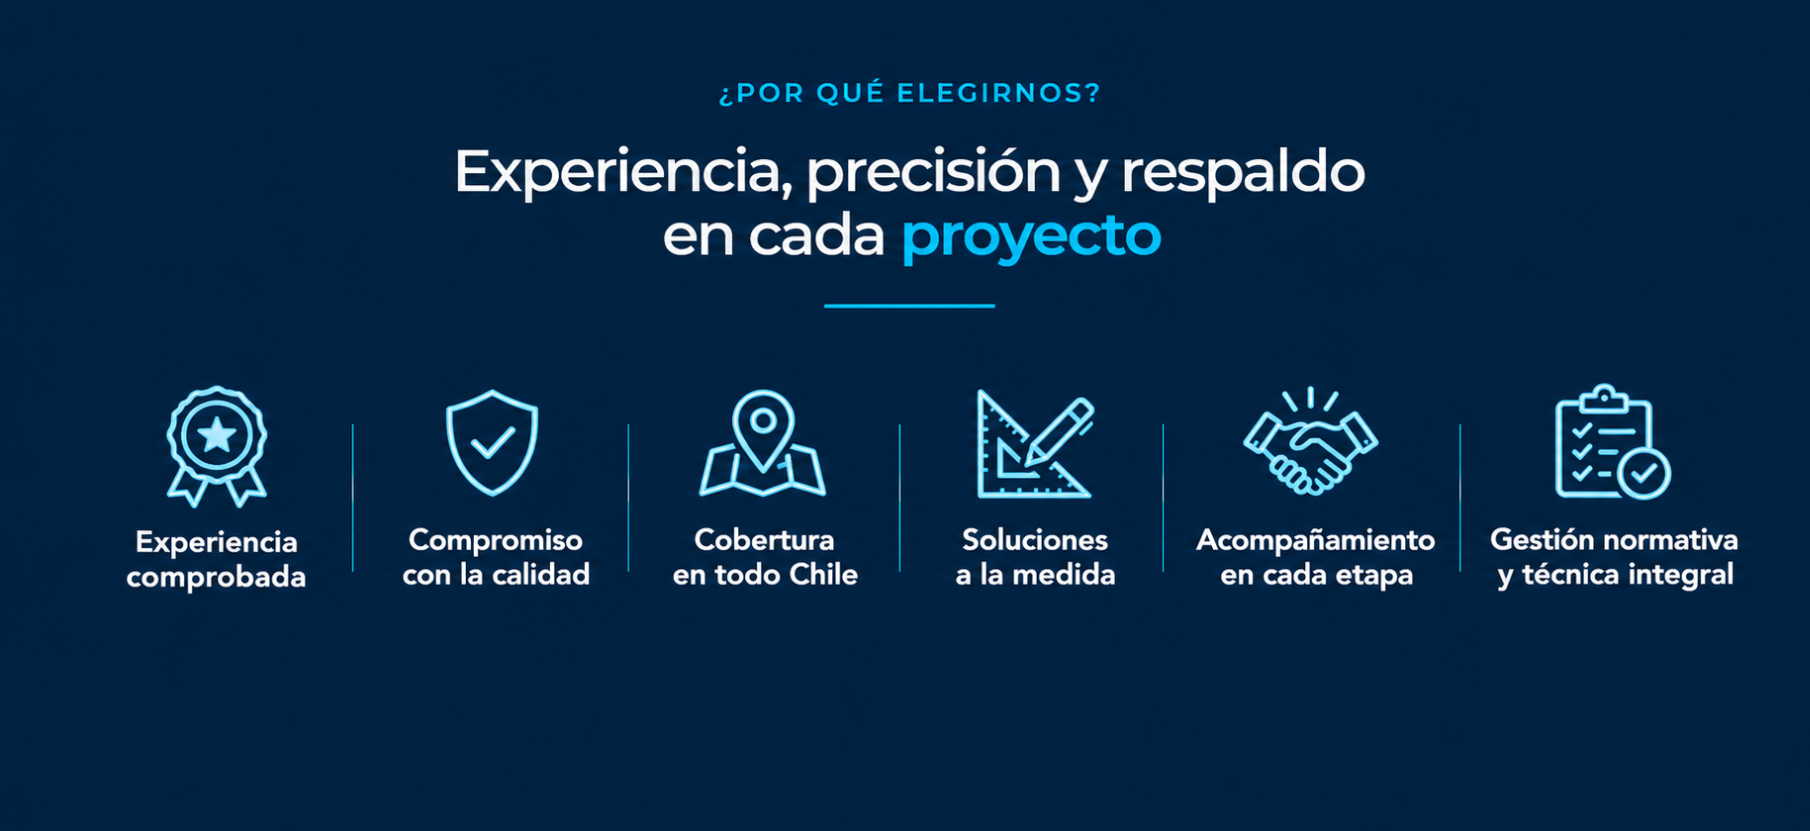 ¿POR QUÉ ELEGIRNOS?
Experiencia, precisión y respaldo
en cada proyecto
Experiencia
comprobada
Compromiso
con la calidad
Cobertura
en todo Chile
Soluciones
a la medida
Acompañamiento
en cada etapa
Gestión normativa
y técnica integral